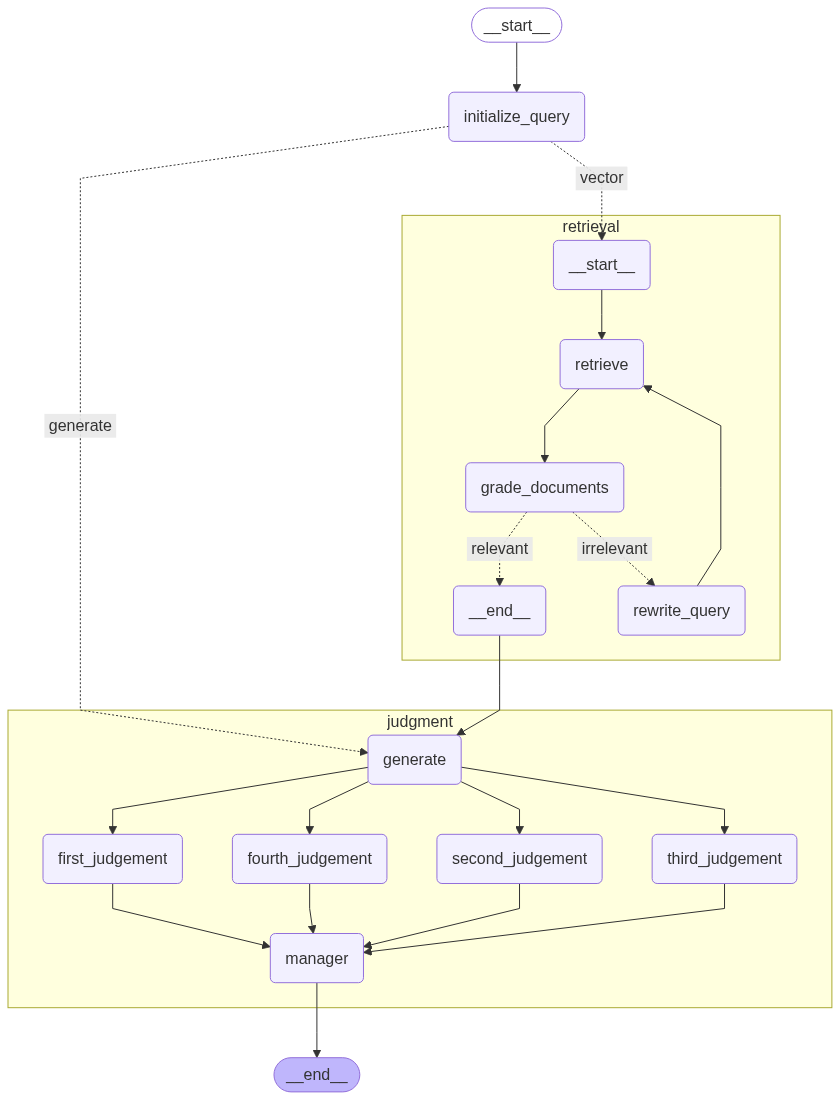 __start__
initialize_query
vector
retrieval
__start__
retrieve
generate
grade_documents
relevant
irrelevant
__end__
rewrite_query
judgment
generate
first_judgement
fourth_judgement
second_judgement
third_judgement
manager
__end__